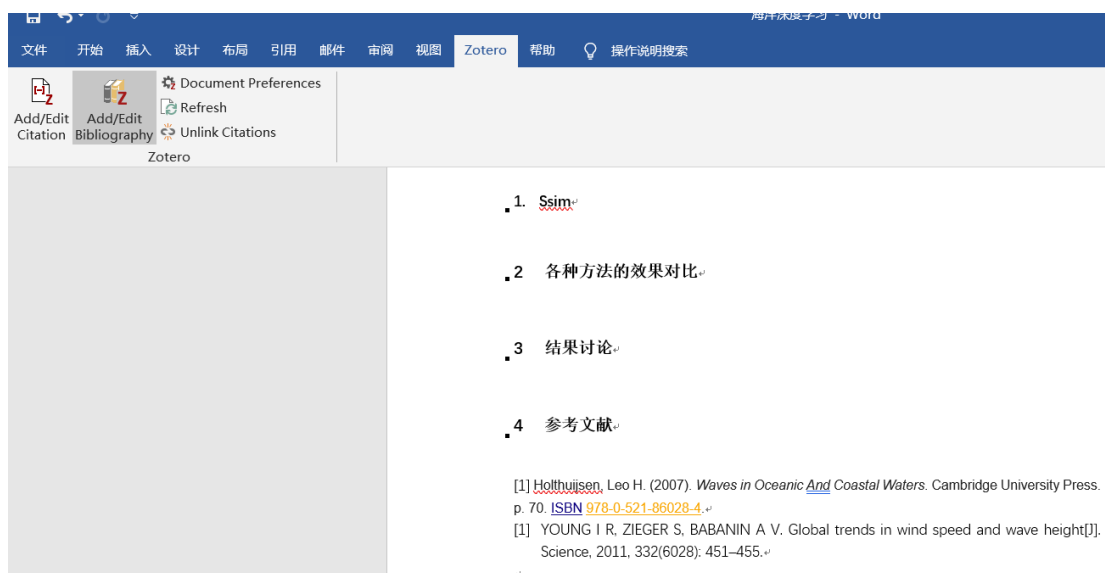 海洋深度学习 - Word
文件 开始 插入 设计 布局 引用 邮件 审阅 视图 Zotero 帮助 操作说明搜索
Add/Edit Citation
Add/Edit Bibliography
Document Preferences
Refresh
Unlink Citations
Zotero
1. Ssim
2 各种方法的效果对比
3 结果讨论
4 参考文献
[1] Holthuijsen, Leo H. (2007). Waves in Oceanic And Coastal Waters. Cambridge University Press.
p. 70. ISBN 978-0-521-86028-4.
[1] YOUNG I R, ZIEGER S, BABANIN A V. Global trends in wind speed and wave height[J].
Science, 2011, 332(6028): 451–455.